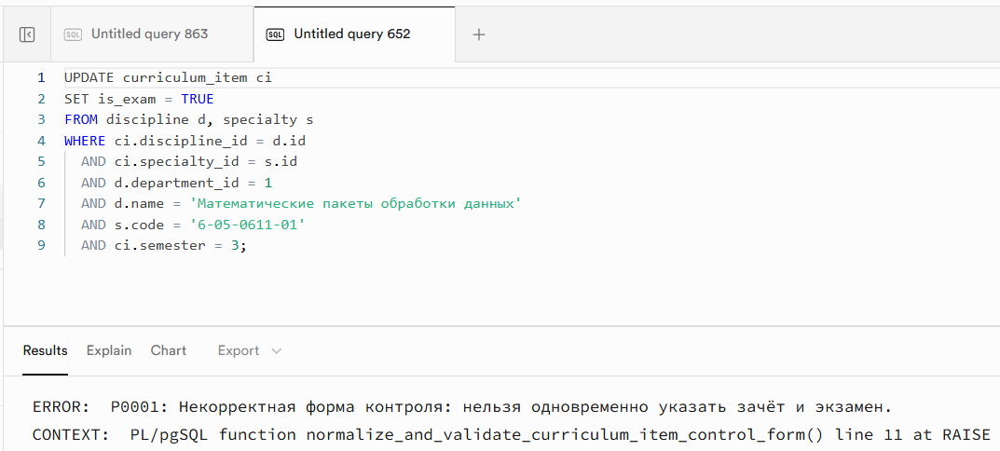 SQL Untitled query 863 SQL Untitled query 652
1 UPDATE curriculum_item ci
2 SET is_exam = TRUE
3 FROM discipline d, specialty s
4 WHERE ci.discipline_id = d.id
5 AND ci.specialty_id = s.id
6 AND d.department_id = 1
7 AND d.name = 'Математические пакеты обработки данных'
8 AND s.code = '6-05-0611-01'
9 AND ci.semester = 3;
Results Explain Chart Export
ERROR: P0001: Некорректная форма контроля: нельзя одновременно указать зачёт и экзамен.
CONTEXT: PL/pgSQL function normalize_and_validate_curriculum_item_control_form() line 11 at RAISE